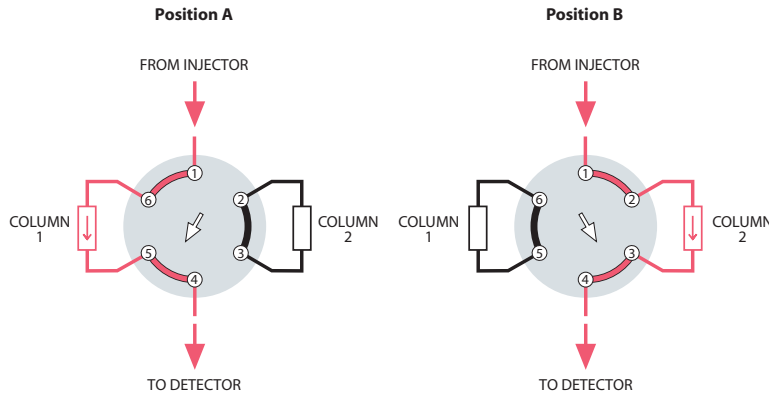 Position A
FROM INJECTOR
1
6
2
COLUMN
1
COLUMN
2
5
3
4
TO DETECTOR
Position B
FROM INJECTOR
1
6
2
COLUMN
1
COLUMN
2
5
3
4
TO DETECTOR